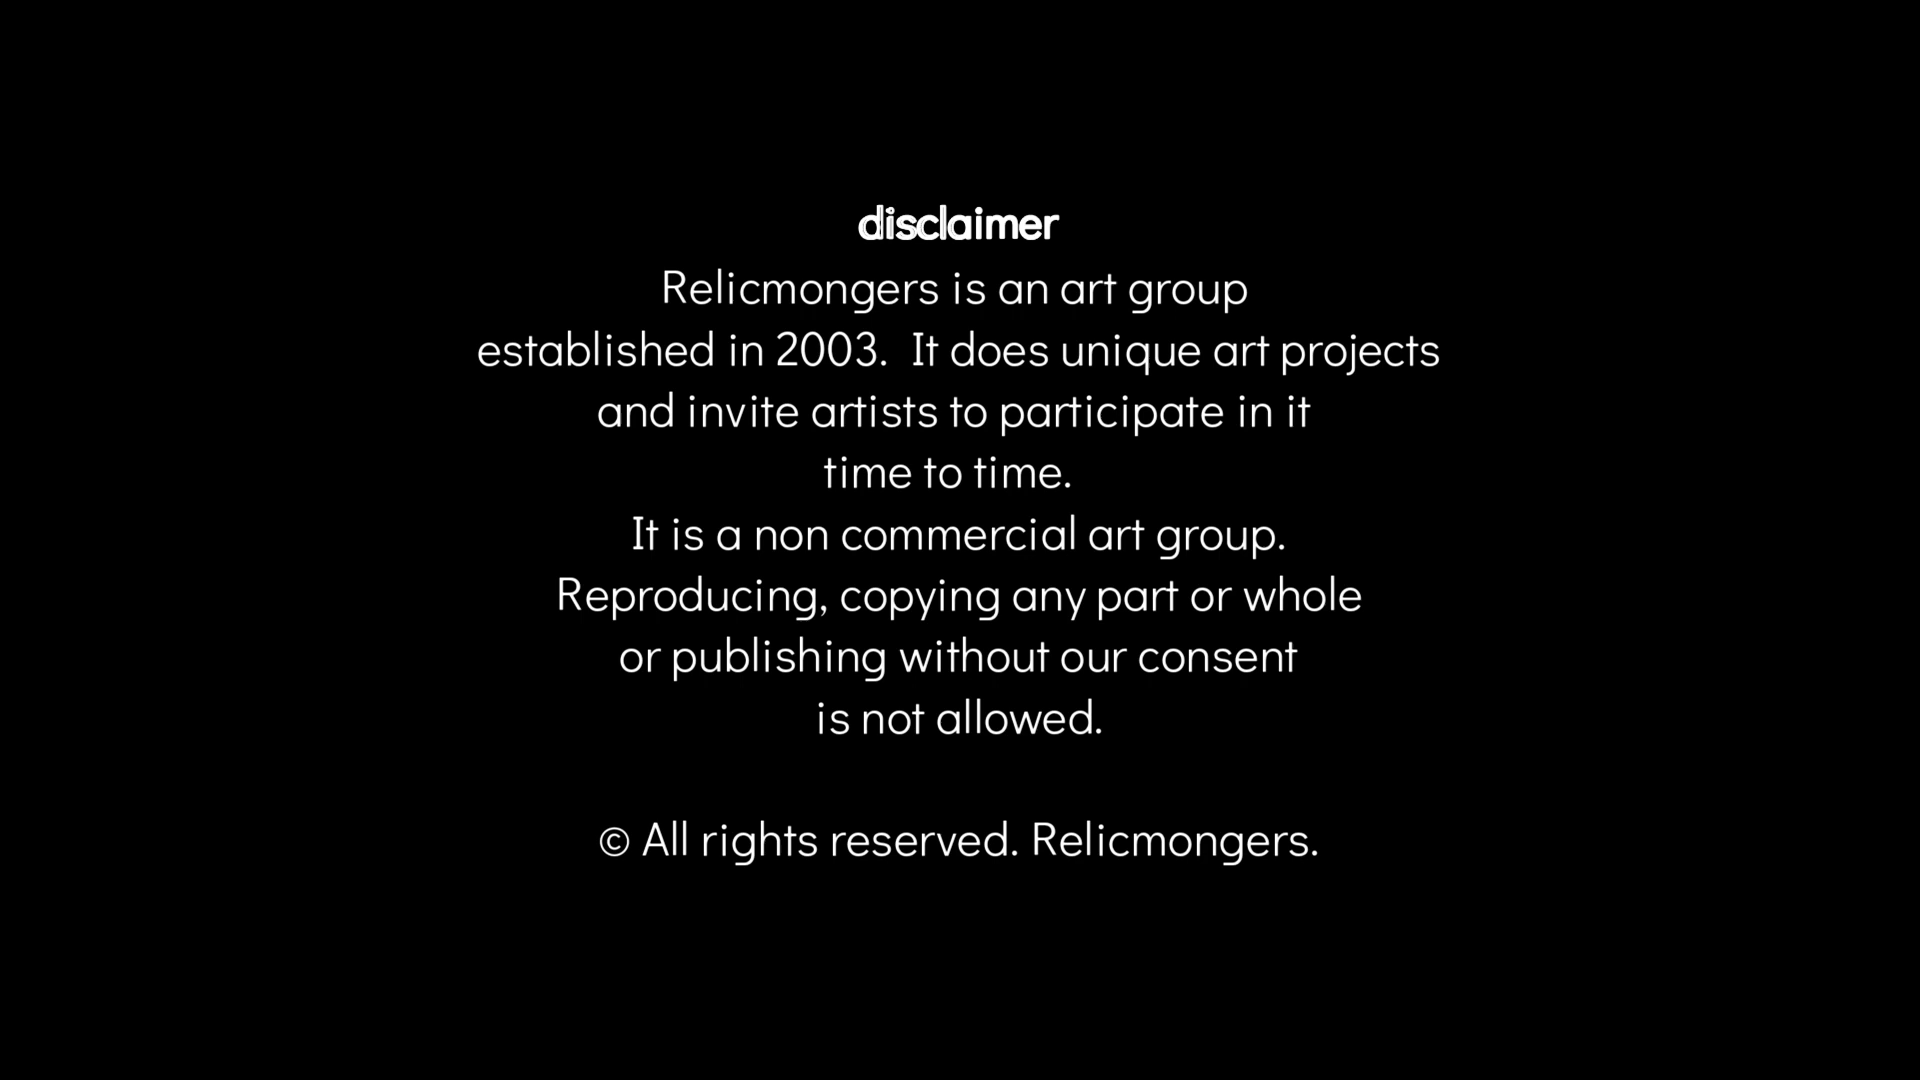 disclaimer
Relicmongers is an art group
established in 2003.  It does unique art projects
and invite artists to participate in it
time to time.
It is a non commercial art group.
Reproducing, copying any part or whole
or publishing without our consent
is not allowed.
© All rights reserved. Relicmongers.